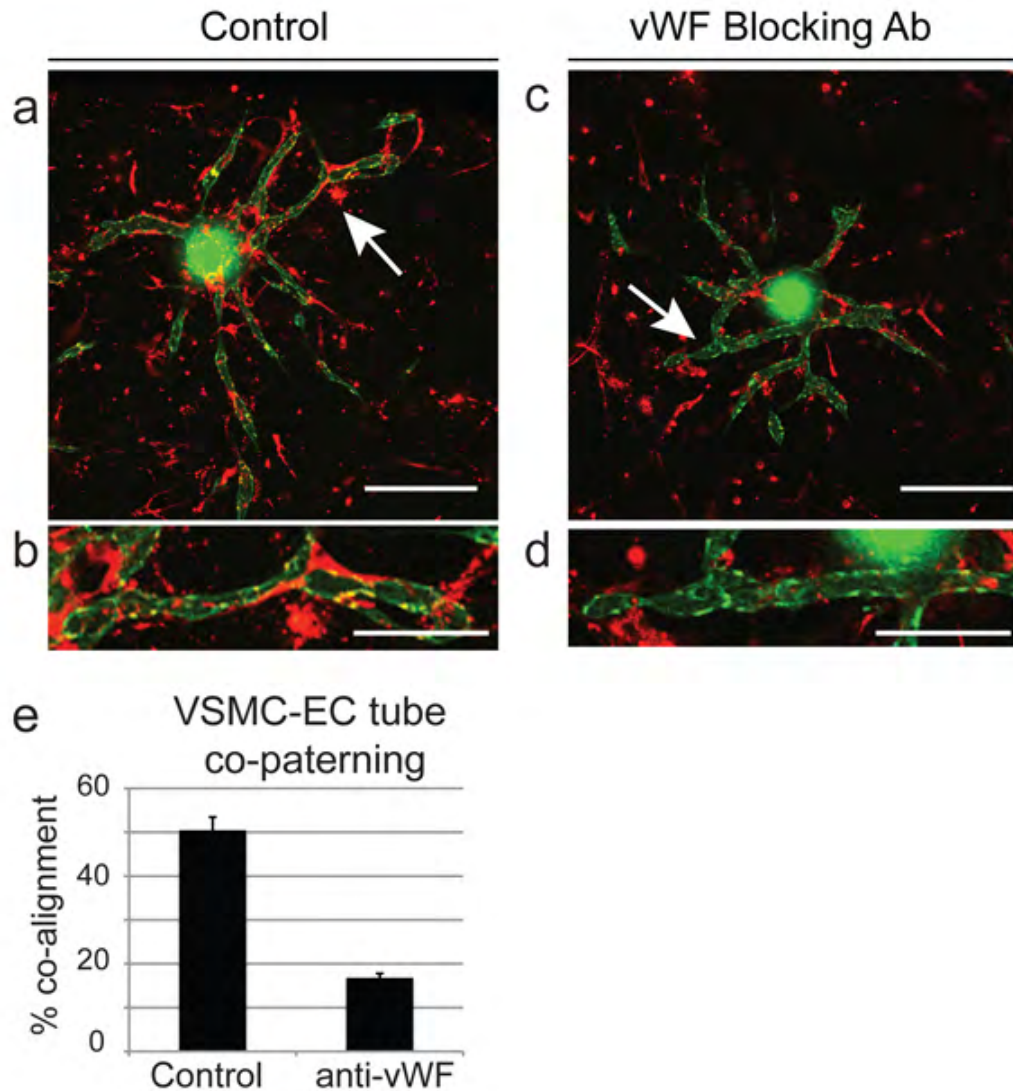 Control
vWF Blocking Ab
a
c
b
d
e
VSMC-EC tube
co-paterning
% co-alignment
60
40
20
0
Control
anti-vWF